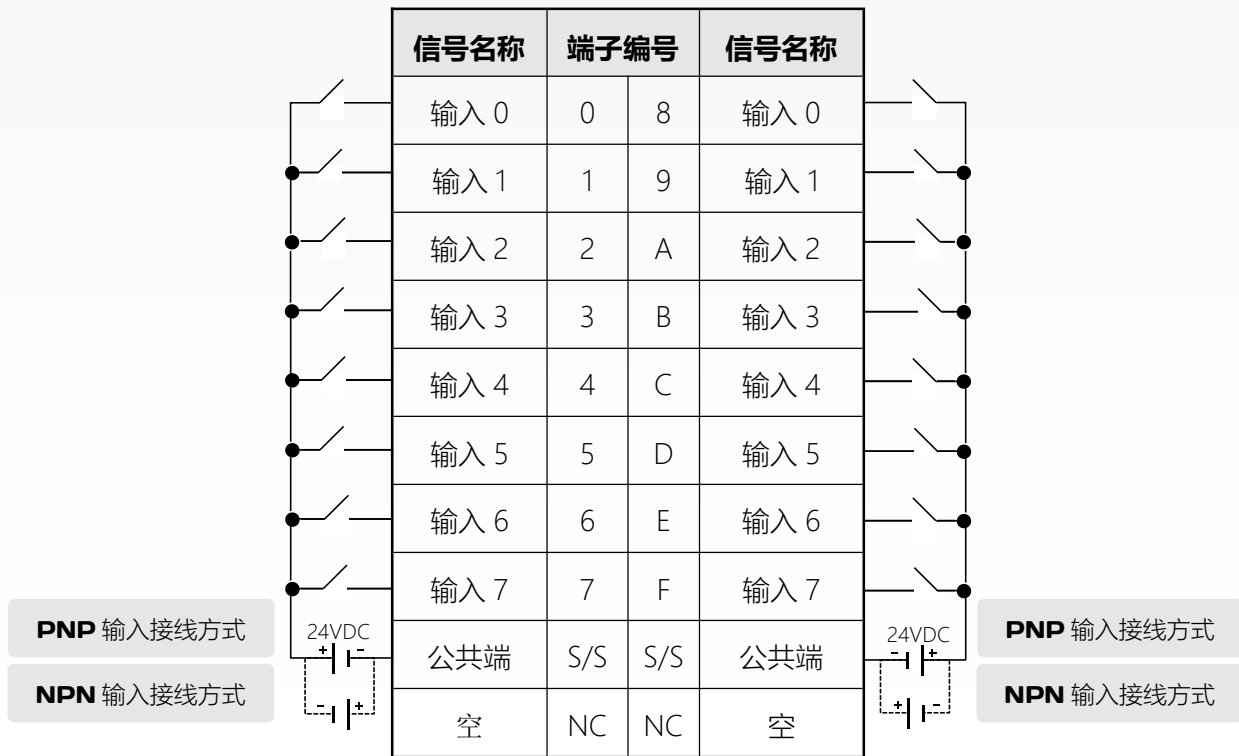 信号名称 端子编号 信号名称
输入 0 0 8 输入 0
输入 1 1 9 输入 1
输入 2 2 A 输入 2
输入 3 3 B 输入 3
输入 4 4 C 输入 4
输入 5 5 D 输入 5
输入 6 6 E 输入 6
输入 7 7 F 输入 7
公共端 S/S S/S 公共端
空 NC NC 空
PNP 输入接线方式
NPN 输入接线方式
24VDC
+ -
- +
24VDC
- +
+ -
PNP 输入接线方式
NPN 输入接线方式